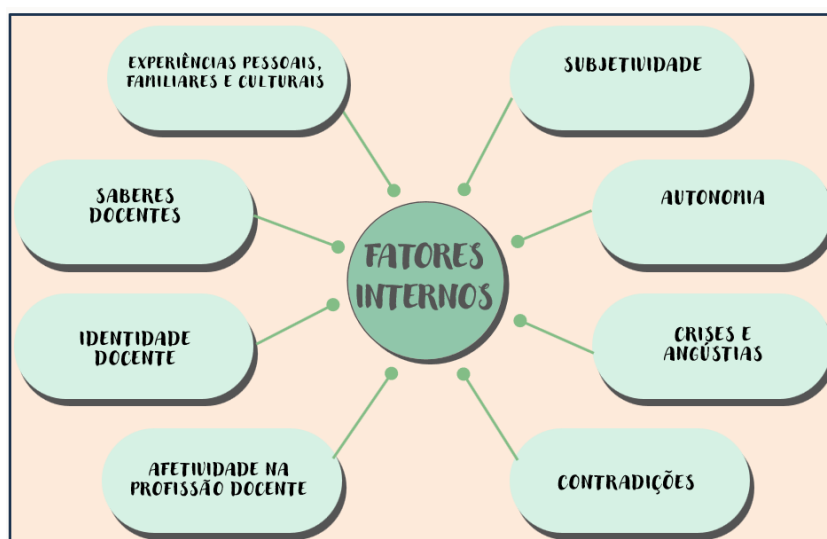 EXPERIÊNCIAS PESSOAIS,
FAMILIARES E CULTURAIS
SUBJETIVIDADE
SABERES
DOCENTES
AUTONOMIA
FATORES
INTERNOS
IDENTIDADE
DOCENTE
CRISES E
ANGÚSTIAS
AFETIVIDADE NA
PROFISSÃO DOCENTE
CONTRADIÇÕES